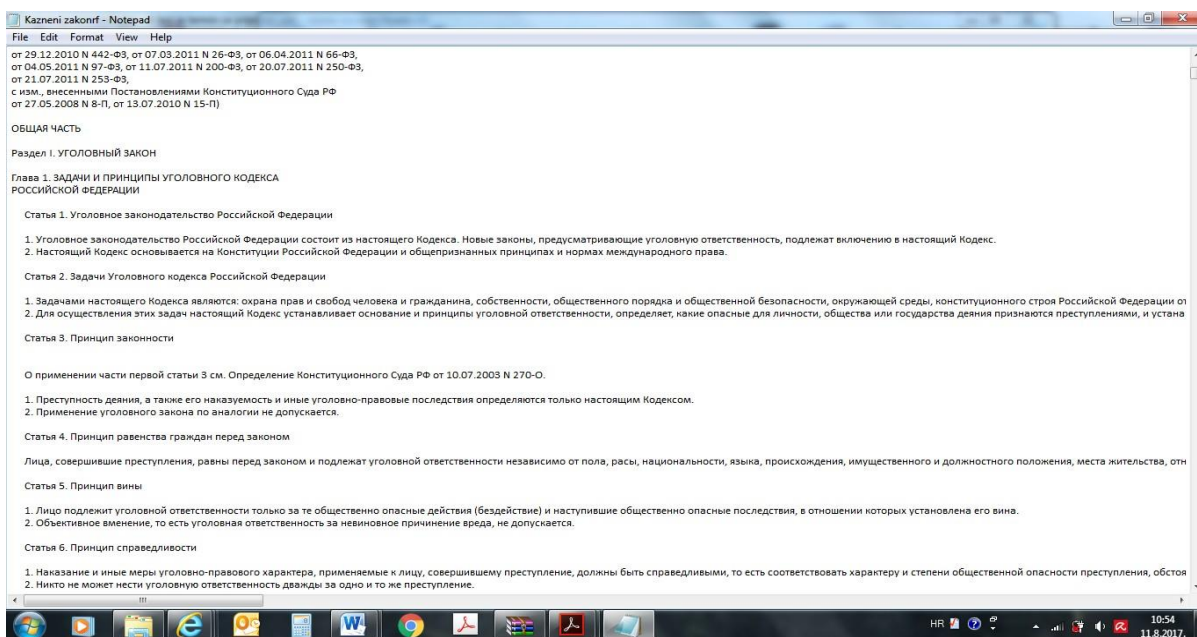 Kazneni zakonrf - Notepad
File Edit Format View Help
от 29.12.2010 N 442-ФЗ, от 07.03.2011 N 26-ФЗ, от 06.04.2011 N 66-ФЗ,
от 04.05.2011 N 97-ФЗ, от 11.07.2011 N 200-ФЗ, от 20.07.2011 N 250-ФЗ,
от 21.07.2011 N 253-ФЗ,
с изм., внесенными Постановлениями Конституционного Суда РФ
от 27.05.2008 N 8-П, от 13.07.2010 N 15-П)
ОБЩАЯ ЧАСТЬ
Раздел I. УГОЛОВНЫЙ ЗАКОН
Глава 1. ЗАДАЧИ И ПРИНЦИПЫ УГОЛОВНОГО КОДЕКСА
РОССИЙСКОЙ ФЕДЕРАЦИИ
Статья 1. Уголовное законодательство Российской Федерации
1. Уголовное законодательство Российской Федерации состоит из настоящего Кодекса. Новые законы, предусматривающие уголовную ответственность, подлежат включению в настоящий Кодекс.
2. Настоящий Кодекс основывается на Конституции Российской Федерации и общепризнанных принципах и нормах международного права.
Статья 2. Задачи Уголовного кодекса Российской Федерации
1. Задачами настоящего Кодекса являются: охрана прав и свобод человека и гражданина, собственности, общественного порядка и общественной безопасности, окружающей среды, конституционного строя Российской Федерации от
2. Для осуществления этих задач настоящий Кодекс устанавливает основание и принципы уголовной ответственности, определяет, какие опасные для личности, общества или государства деяния признаются преступлениями, и устана
Статья 3. Принцип законности
О применении части первой статьи 3 см. Определение Конституционного Суда РФ от 10.07.2003 N 270-О.
1. Преступность деяния, а также его наказуемость и иные уголовно-правовые последствия определяются только настоящим Кодексом.
2. Применение уголовного закона по аналогии не допускается.
Статья 4. Принцип равенства граждан перед законом
Лица, совершившие преступления, равны перед законом и подлежат уголовной ответственности независимо от пола, расы, национальности, языка, происхождения, имущественного и должностного положения, места жительства, отн
Статья 5. Принцип вины
1. Лицо подлежит уголовной ответственности только за те общественно опасные действия (бездействие) и наступившие общественно опасные последствия, в отношении которых установлена его вина.
2. Объективное вменение, то есть уголовная ответственность за невиновное причинение вреда, не допускается.
Статья 6. Принцип справедливости
1. Наказание и иные меры уголовно-правового характера, применяемые к лицу, совершившему преступление, должны быть справедливыми, то есть соответствовать характеру и степени общественной опасности преступления, обстоя
2. Никто не может нести уголовную ответственность дважды за одно и то же преступление.
HR
10:54
11.8.2017